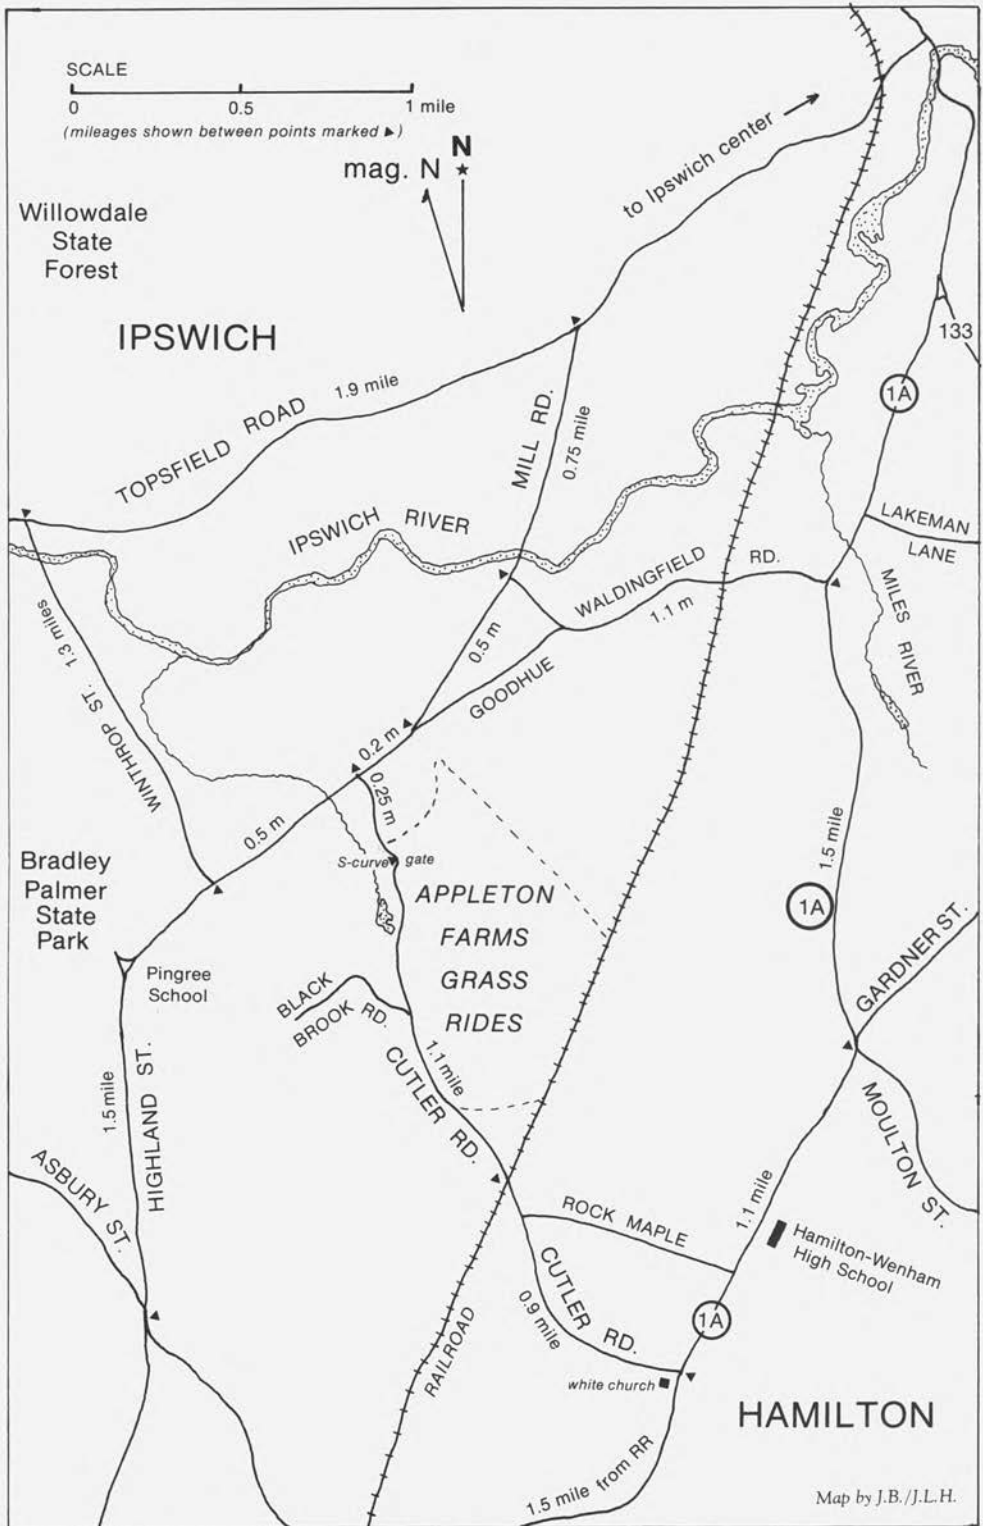 SCALE
0 0.5 1 mile
(mileages shown between points marked ▲)
N
mag. N
to Ipswich center
Willowdale
State
Forest
IPSWICH
133
1A
1.9 mile
TOPSFIELD ROAD
MILL RD.
0.75 mile
IPSWICH RIVER
LAKEMAN
LANE
WALDINGFIELD RD.
1.1 m
MILES
RIVER
1.3 miles
WINTHROP ST.
0.5 m
GOODHUE
0.2 m
0.25 m
0.5 m
S-curve gate
1.5 mile
Bradley
Palmer
State
Park
APPLETON
FARMS
GRASS
RIDES
1A
GARDNER ST.
Pingree
School
BLACK
BROOK RD.
CUTLER RD.
1.1 mile
1.5 mile
HIGHLAND ST.
ASBURY ST.
MOULTON ST.
1.1 mile
ROCK MAPLE
Hamilton-Wenham
High School
CUTLER RD.
0.9 mile
1A
RAILROAD
white church
HAMILTON
1.5 mile from RR
Map by J.B./J.L.H.